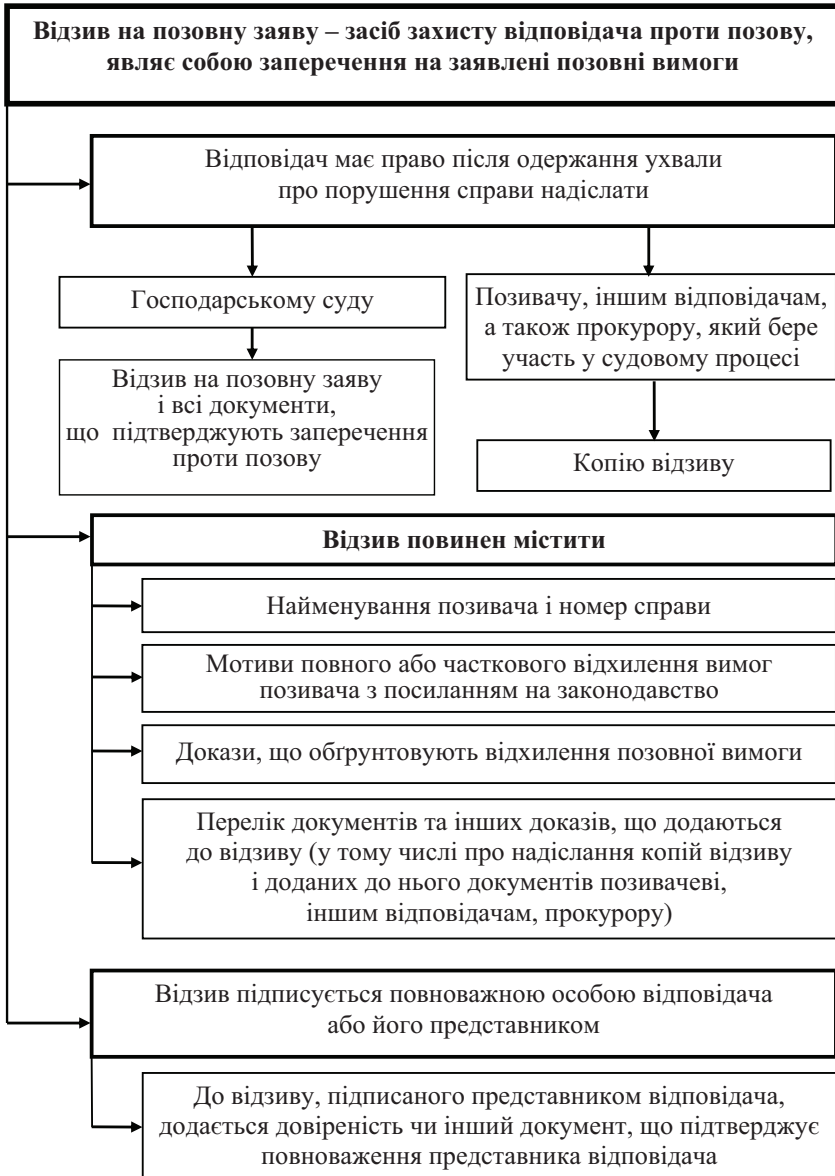 Відзив на позовну заяву – засіб захисту відповідача проти позову,
являє собою заперечення на заявлені позовні вимоги
Відповідач має право після одержання ухвали
про порушення справи надіслати
Господарському суду
Відзив на позовну заяву
і всі документи,
що підтверджують заперечення
проти позову
Позивачу, іншим відповідачам,
а також прокурору, який бере
участь у судовому процесі
Копію відзиву
Відзив повинен містити
Найменування позивача і номер справи
Мотиви повного або часткового відхилення вимог
позивача з посиланням на законодавство
Докази, що обґрунтовують відхилення позовної вимоги
Перелік документів та інших доказів, що додаються
до відзиву (у тому числі про надіслання копій відзиву
і доданих до нього документів позивачеві,
іншим відповідачам, прокурору)
Відзив підписується повноважною особою відповідача
або його представником
До відзиву, підписаного представником відповідача,
додається довіреність чи інший документ, що підтверджує
повноваження представника відповідача